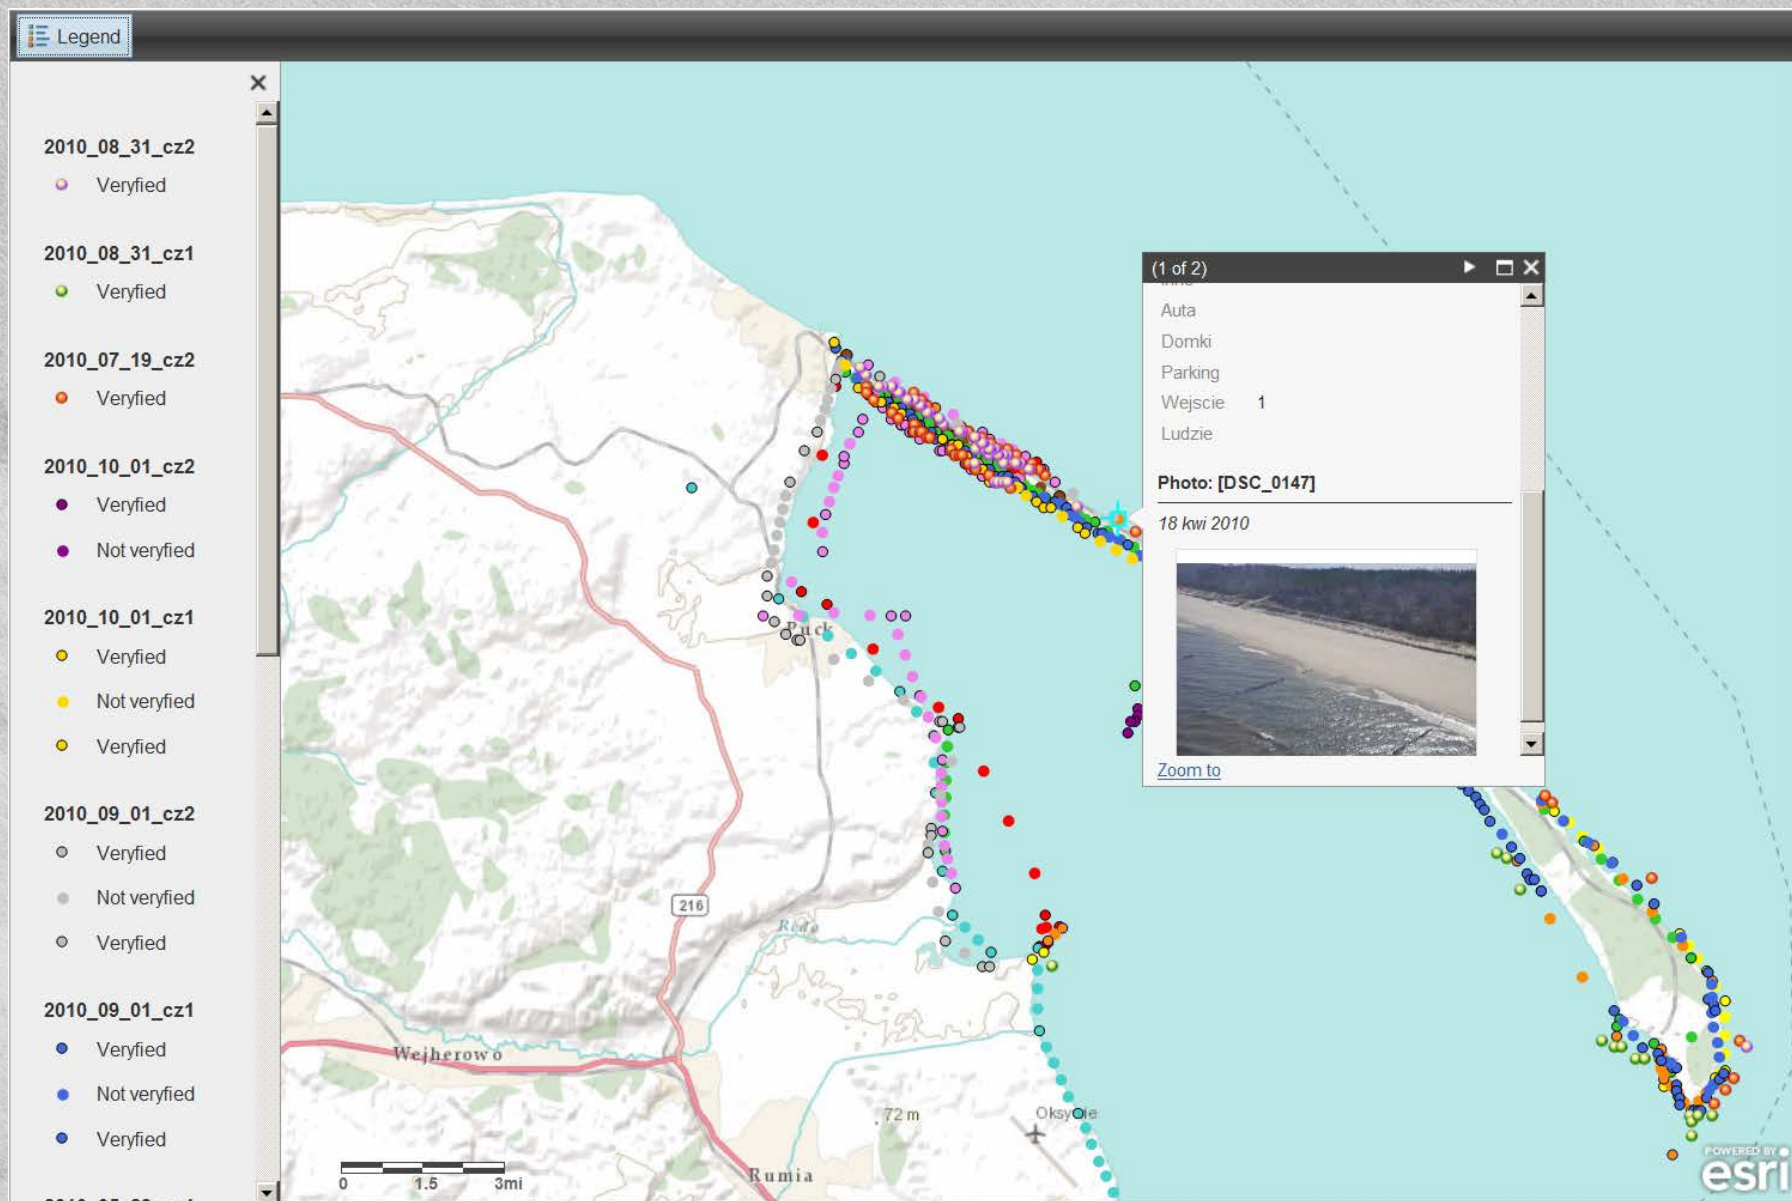 Legend
2010_08_31_cz2
Veryfied
2010_08_31_cz1
Veryfied
2010_07_19_cz2
Veryfied
2010_10_01_cz2
Veryfied
Not veryfied
2010_10_01_cz1
Veryfied
Not veryfied
Veryfied
2010_09_01_cz2
Veryfied
Not veryfied
Veryfied
2010_09_01_cz1
Veryfied
Not veryfied
Veryfied
(1 of 2)
Auta
Domki
Parking
Wejscie 1
Ludzie
Photo: [DSC_0147]
18 kwi 2010
Zoom to
Puck
216
Reda
Wejherowo
72 m
Oksywie
Rumia
0 1.5 3mi
POWERED BY
esri